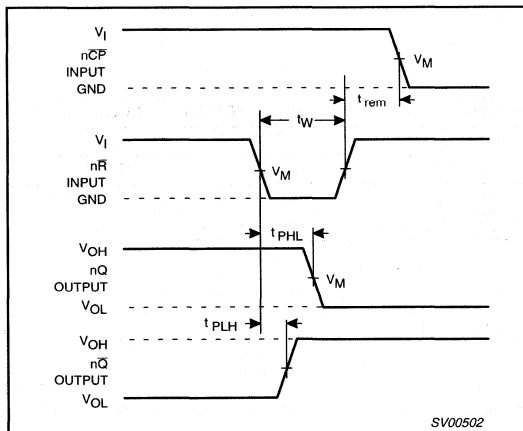 V_I
nC̅P̅
INPUT
GND
V_M
t_rem
t_W
V_I
nR̅
INPUT
GND
V_M
t_PHL
V_OH
nQ
OUTPUT
V_OL
V_M
t_PLH
V_OH
nQ̅
OUTPUT
V_OL
SV00502